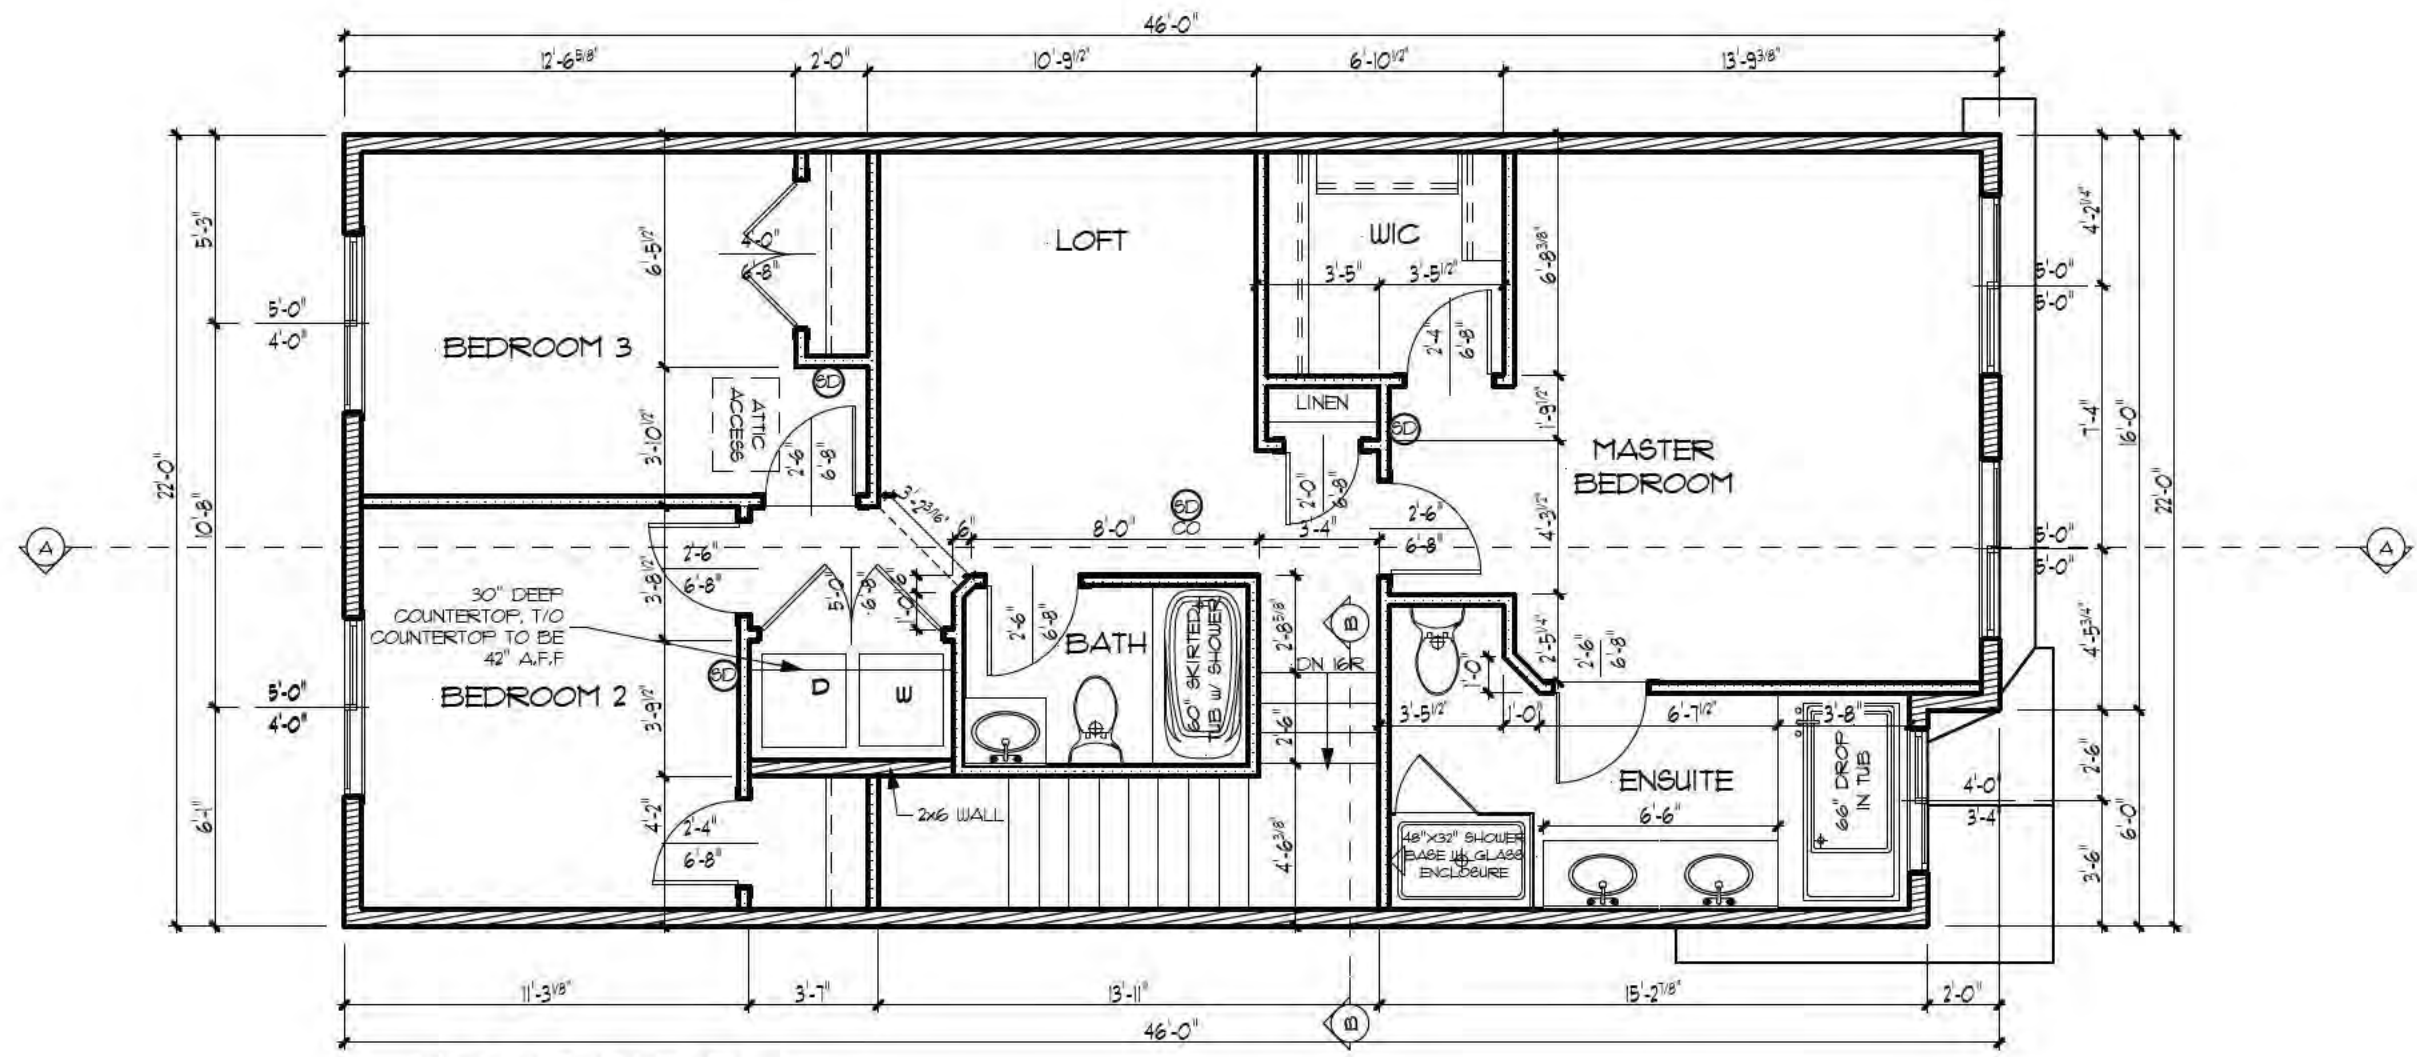 46'-0"
12'-6 5/8" 2'-0" 10'-9 1/2" 6'-10 1/2" 13'-9 3/8"
22'-0"
5'-3"
10'-8"
6'-1"
5'-0"
4'-0"
5'-0"
4'-0"
BEDROOM 3
6'-5 1/2"
3'-10 1/2"
4'-0"
6'-8"
SD
ATTIC
ACCESS
2'-6"
6'-8"
LOFT
WIC
3'-5" 3'-5 1/2"
2'-4"
6'-8"
LINEN
SD
2'-0"
6'-8"
6'-8 3/8"
1'-9 1/2"
4'-3 1/2"
2'-5 1/4"
MASTER
BEDROOM
5'-0"
5'-0"
5'-0"
5'-0"
4'-2 1/4"
7'-4"
4'-5 3/4"
16'-0"
22'-0"
A
A
3'-2 3/16"
6" 8'-0" 3'-4"
SD
CO
2'-6"
6'-8"
2'-6"
6'-8"
3'-8 1/2"
3'-9 1/2"
4'-2"
30" DEEP
COUNTERTOP, T/O
COUNTERTOP TO BE
42" A.F.F
5'-0"
6'-8"
1'-0"
BEDROOM 2
SD
D
W
2'-6"
6'-8"
BATH
60" SKIRTED
TUB W/ SHOWER
2'-8 5/8"
2'-6"
4'-6 3/8"
DN 16R
B
2x6 WALL
2'-4"
6'-8"
1'-0"
2'-6"
6'-8"
3'-5 1/2" 1'-0" 6'-7 1/2" 3'-8"
ENSUITE
6'-6"
66" DROP
IN TUB
48"X32" SHOWER
BASE W/ GLASS
ENCLOSURE
4'-0"
3'-4"
2'-6"
3'-6"
6'-0"
11'-3 1/8" 3'-7" 13'-11" 15'-2 7/8" 2'-0"
46'-0"
B